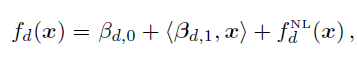 f_d(x) = β_{d,0} + ⟨β_{d,1}, x⟩ + f_d^{NL}(x) ,